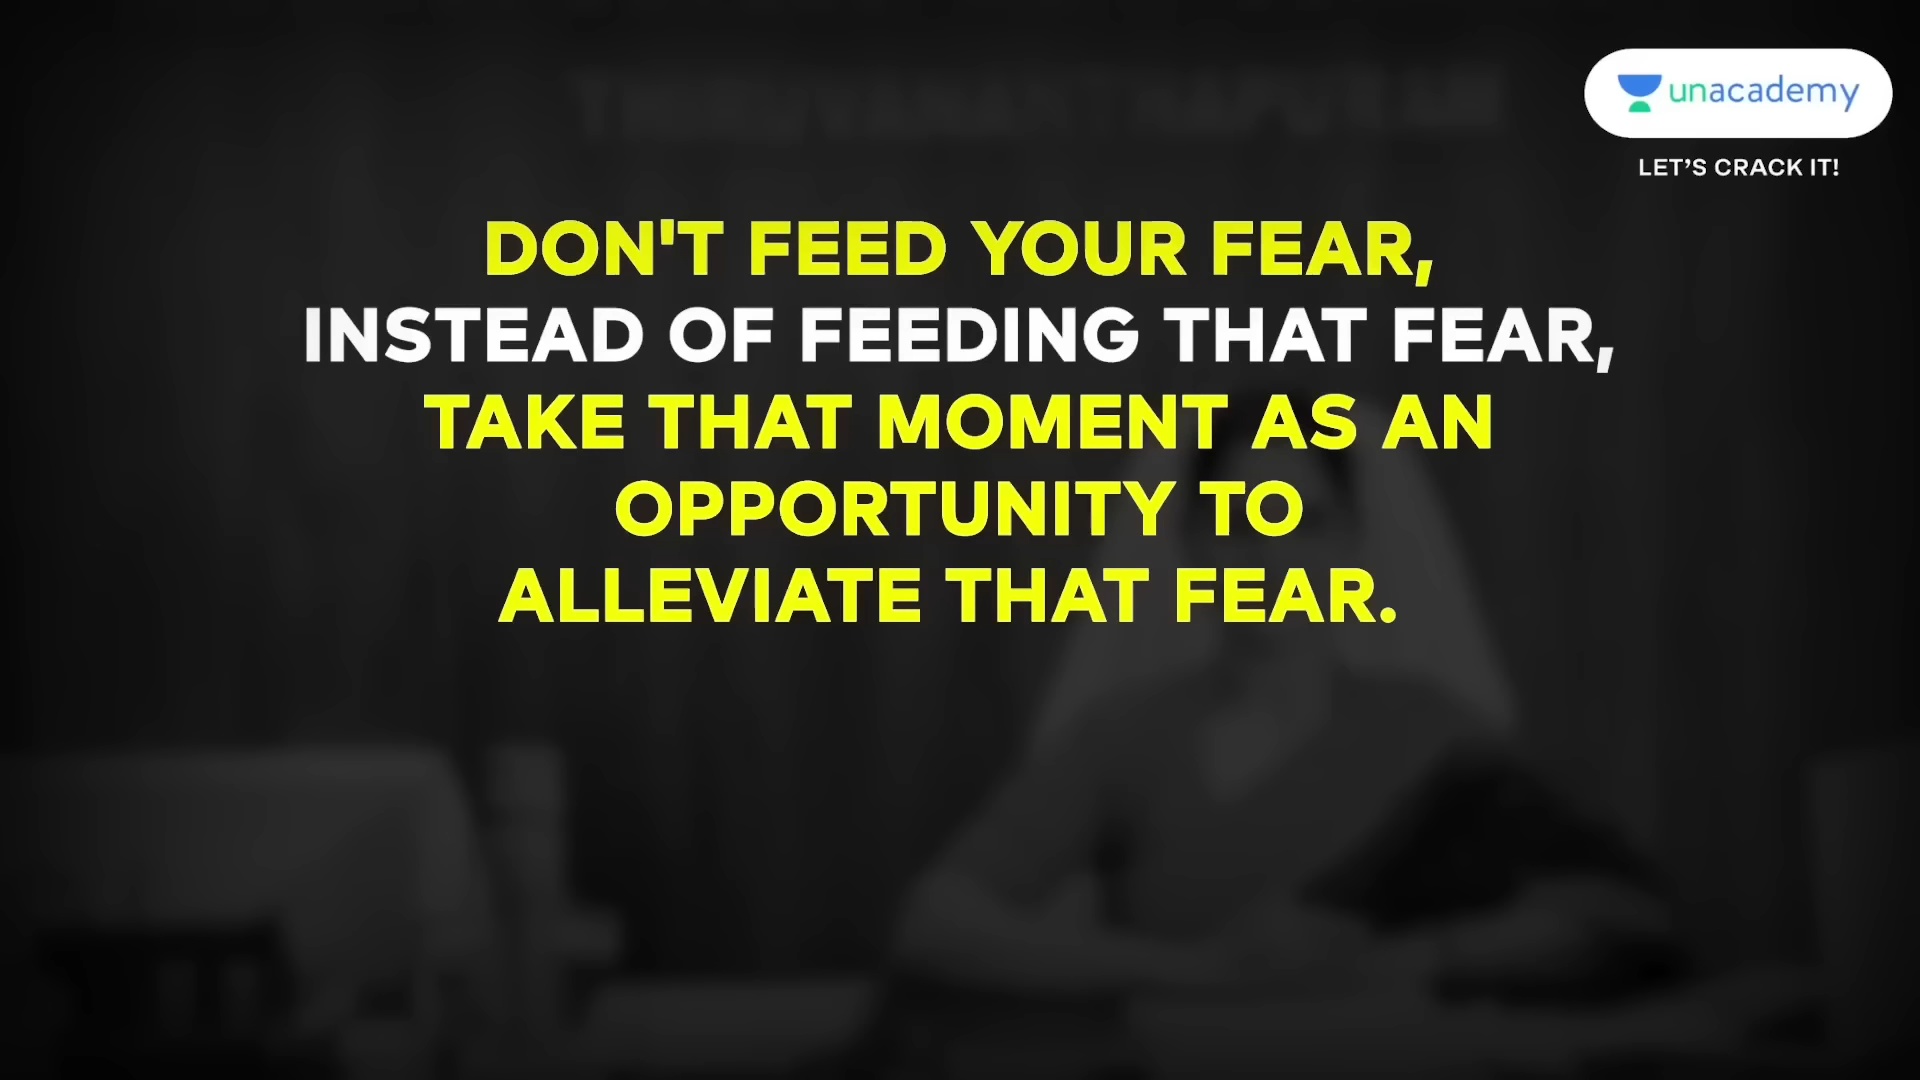 unacademy
LET'S CRACK IT!
DON'T FEED YOUR FEAR,
INSTEAD OF FEEDING THAT FEAR,
TAKE THAT MOMENT AS AN
OPPORTUNITY TO
ALLEVIATE THAT FEAR.